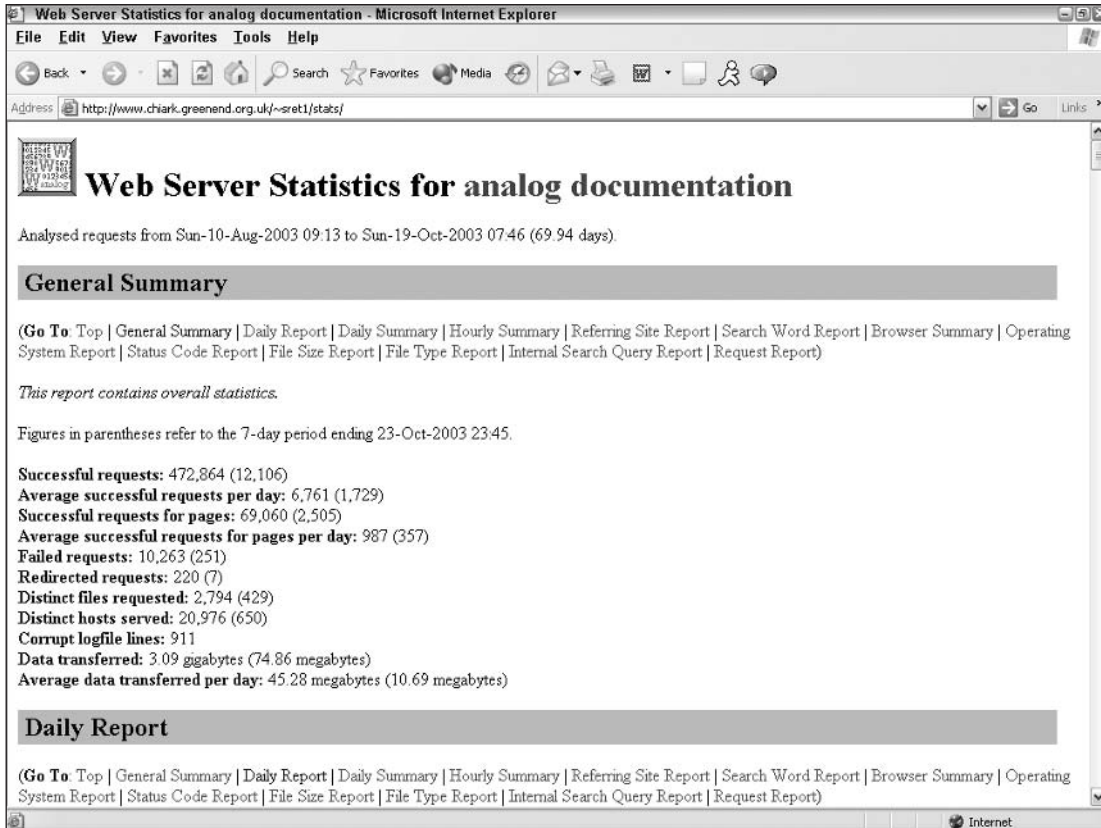 Web Server Statistics for analog documentation - Microsoft Internet Explorer
File Edit View Favorites Tools Help
Back Search Favorites Media
Address http://www.chiark.greenend.org.uk/~sret1/stats/ Go Links
Web Server Statistics for analog documentation
Analysed requests from Sun-10-Aug-2003 09:13 to Sun-19-Oct-2003 07:46 (69.94 days).
General Summary
(Go To: Top | General Summary | Daily Report | Daily Summary | Hourly Summary | Referring Site Report | Search Word Report | Browser Summary | Operating
System Report | Status Code Report | File Size Report | File Type Report | Internal Search Query Report | Request Report)
This report contains overall statistics.
Figures in parentheses refer to the 7-day period ending 23-Oct-2003 23:45.
Successful requests: 472,864 (12,106)
Average successful requests per day: 6,761 (1,729)
Successful requests for pages: 69,060 (2,505)
Average successful requests for pages per day: 987 (357)
Failed requests: 10,263 (251)
Redirected requests: 220 (7)
Distinct files requested: 2,794 (429)
Distinct hosts served: 20,976 (650)
Corrupt logfile lines: 911
Data transferred: 3.09 gigabytes (74.86 megabytes)
Average data transferred per day: 45.28 megabytes (10.69 megabytes)
Daily Report
(Go To: Top | General Summary | Daily Report | Daily Summary | Hourly Summary | Referring Site Report | Search Word Report | Browser Summary | Operating
System Report | Status Code Report | File Size Report | File Type Report | Internal Search Query Report | Request Report)
Internet